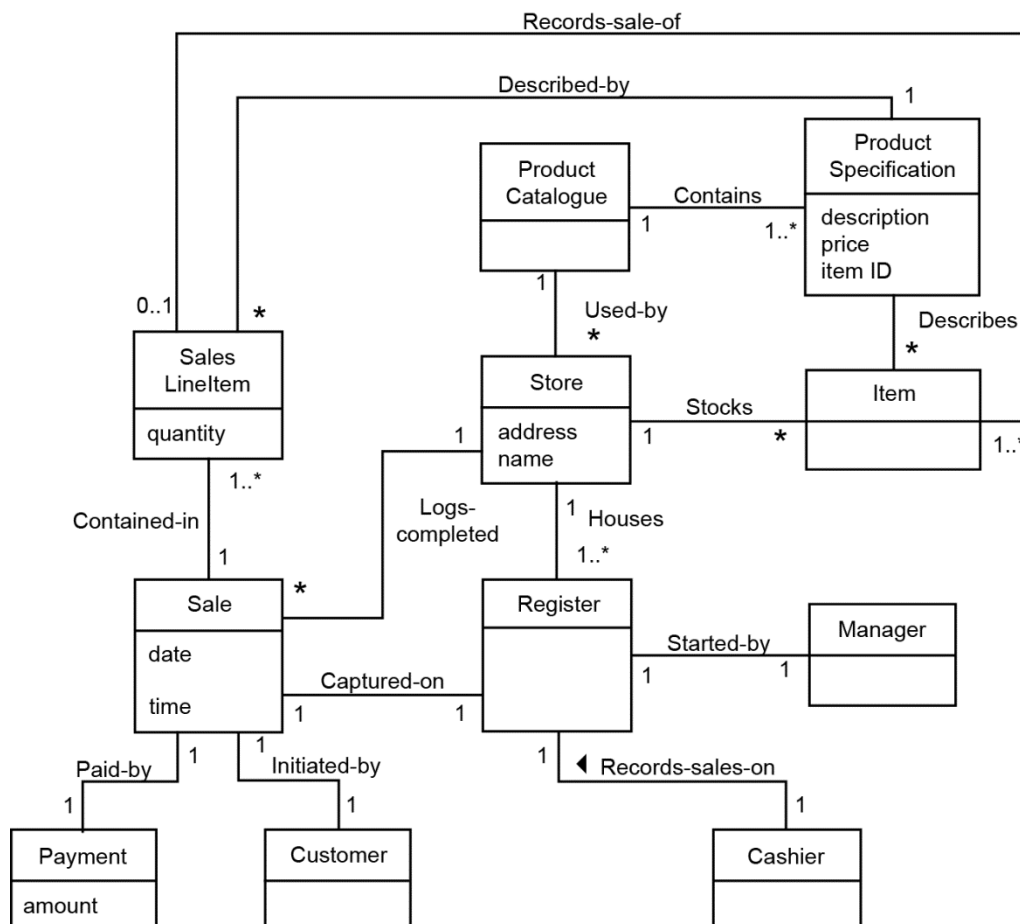 Records-sale-of
Described-by
1
Product
Specification
description
price
item ID
Product
Catalogue
Contains
1
1..*
1
Used-by
*
0..1
*
Describes
*
Sales
LineItem
quantity
1..*
Store
address
name
1
1
Stocks
*
Item
1..*
Contained-in
1
Logs-
completed
*
1
Houses
1..*
Sale
date
time
Register
Started-by
1
1
Manager
Captured-on
1
1
1
Paid-by
1
1
Initiated-by
1
1
Records-sales-on
1
Payment
amount
Customer
Cashier